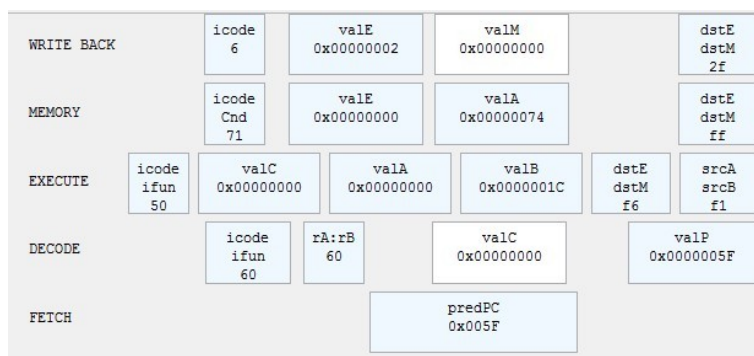 icode valE valM dstE
WRITE BACK 6 0x00000002 0x00000000 dstM
2f
icode valE valA dstE
MEMORY Cnd 0x00000000 0x00000074 dstM
71 ff
icode valC valA valB dstE srcA
EXECUTE ifun 0x00000000 0x00000000 0x0000001C dstM srcB
50 f6 f1
icode rA:rB valC valP
DECODE ifun 60 0x00000000 0x0000005F
60
predPC
FETCH 0x005F